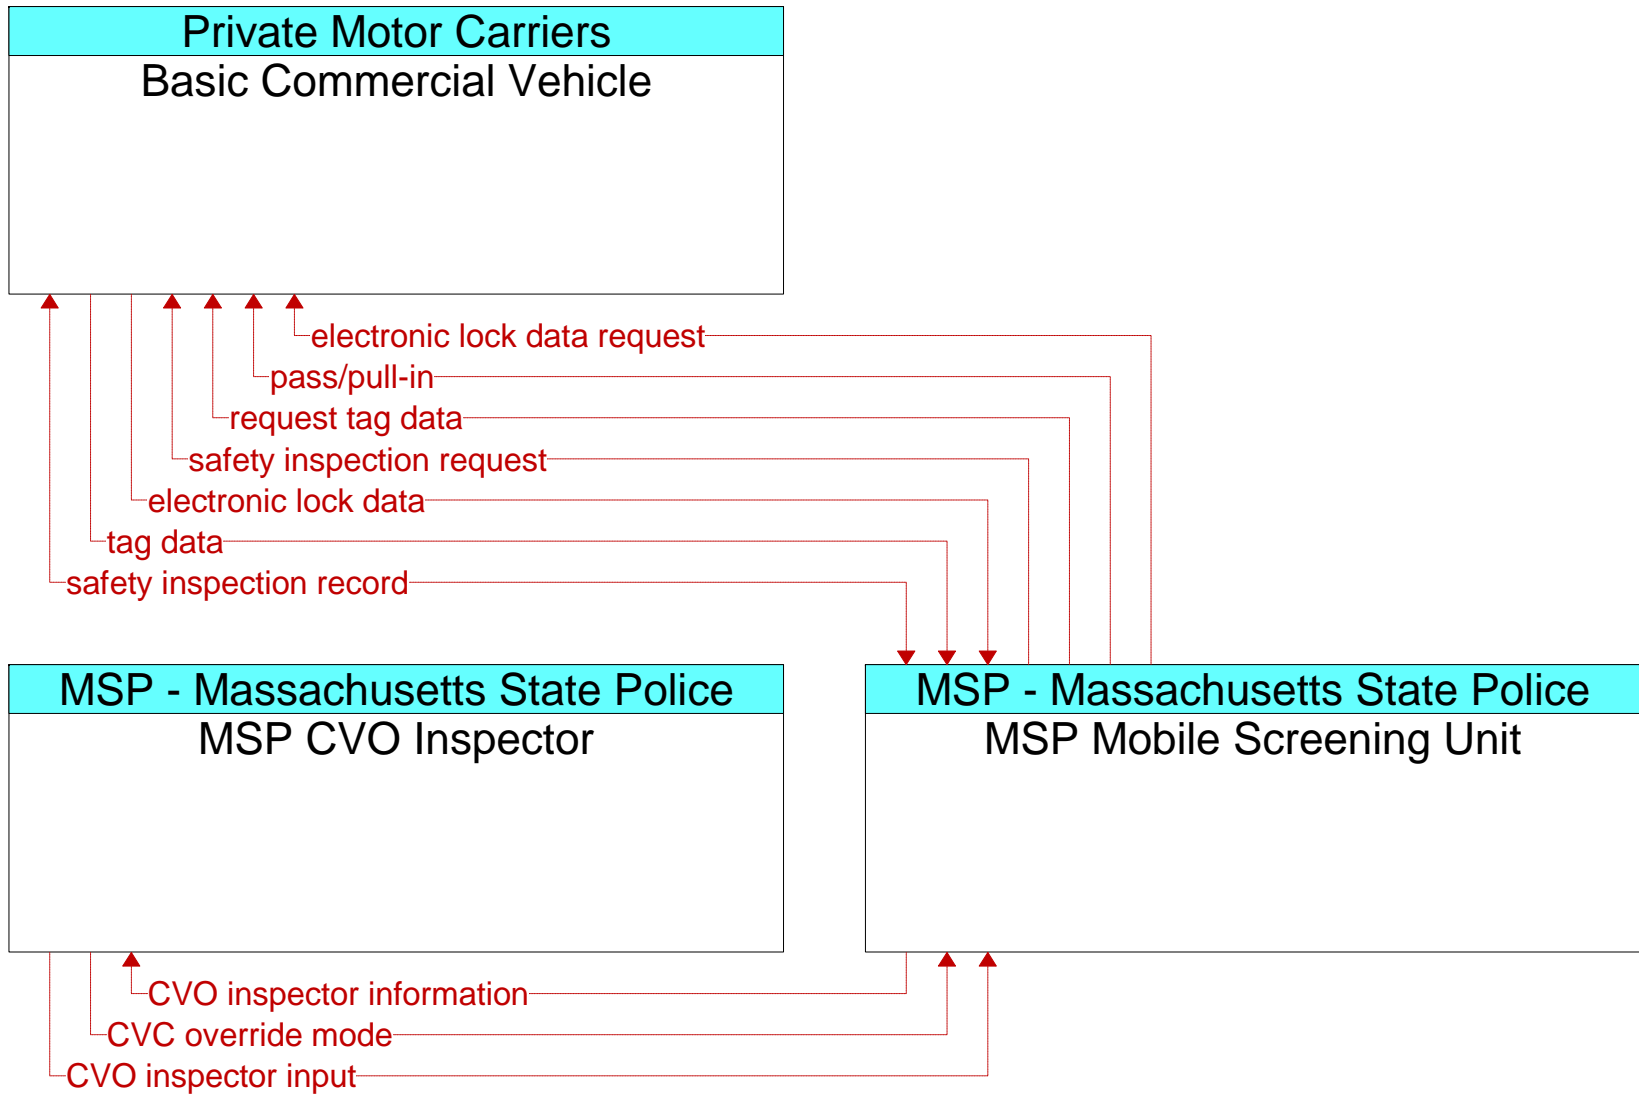 Private Motor Carriers
Basic Commercial Vehicle
electronic lock data request
pass/pull-in
request tag data
safety inspection request
electronic lock data
tag data
safety inspection record
MSP - Massachusetts State Police
MSP CVO Inspector
MSP - Massachusetts State Police
MSP Mobile Screening Unit
CVO inspector information
CVC override mode
CVO inspector input